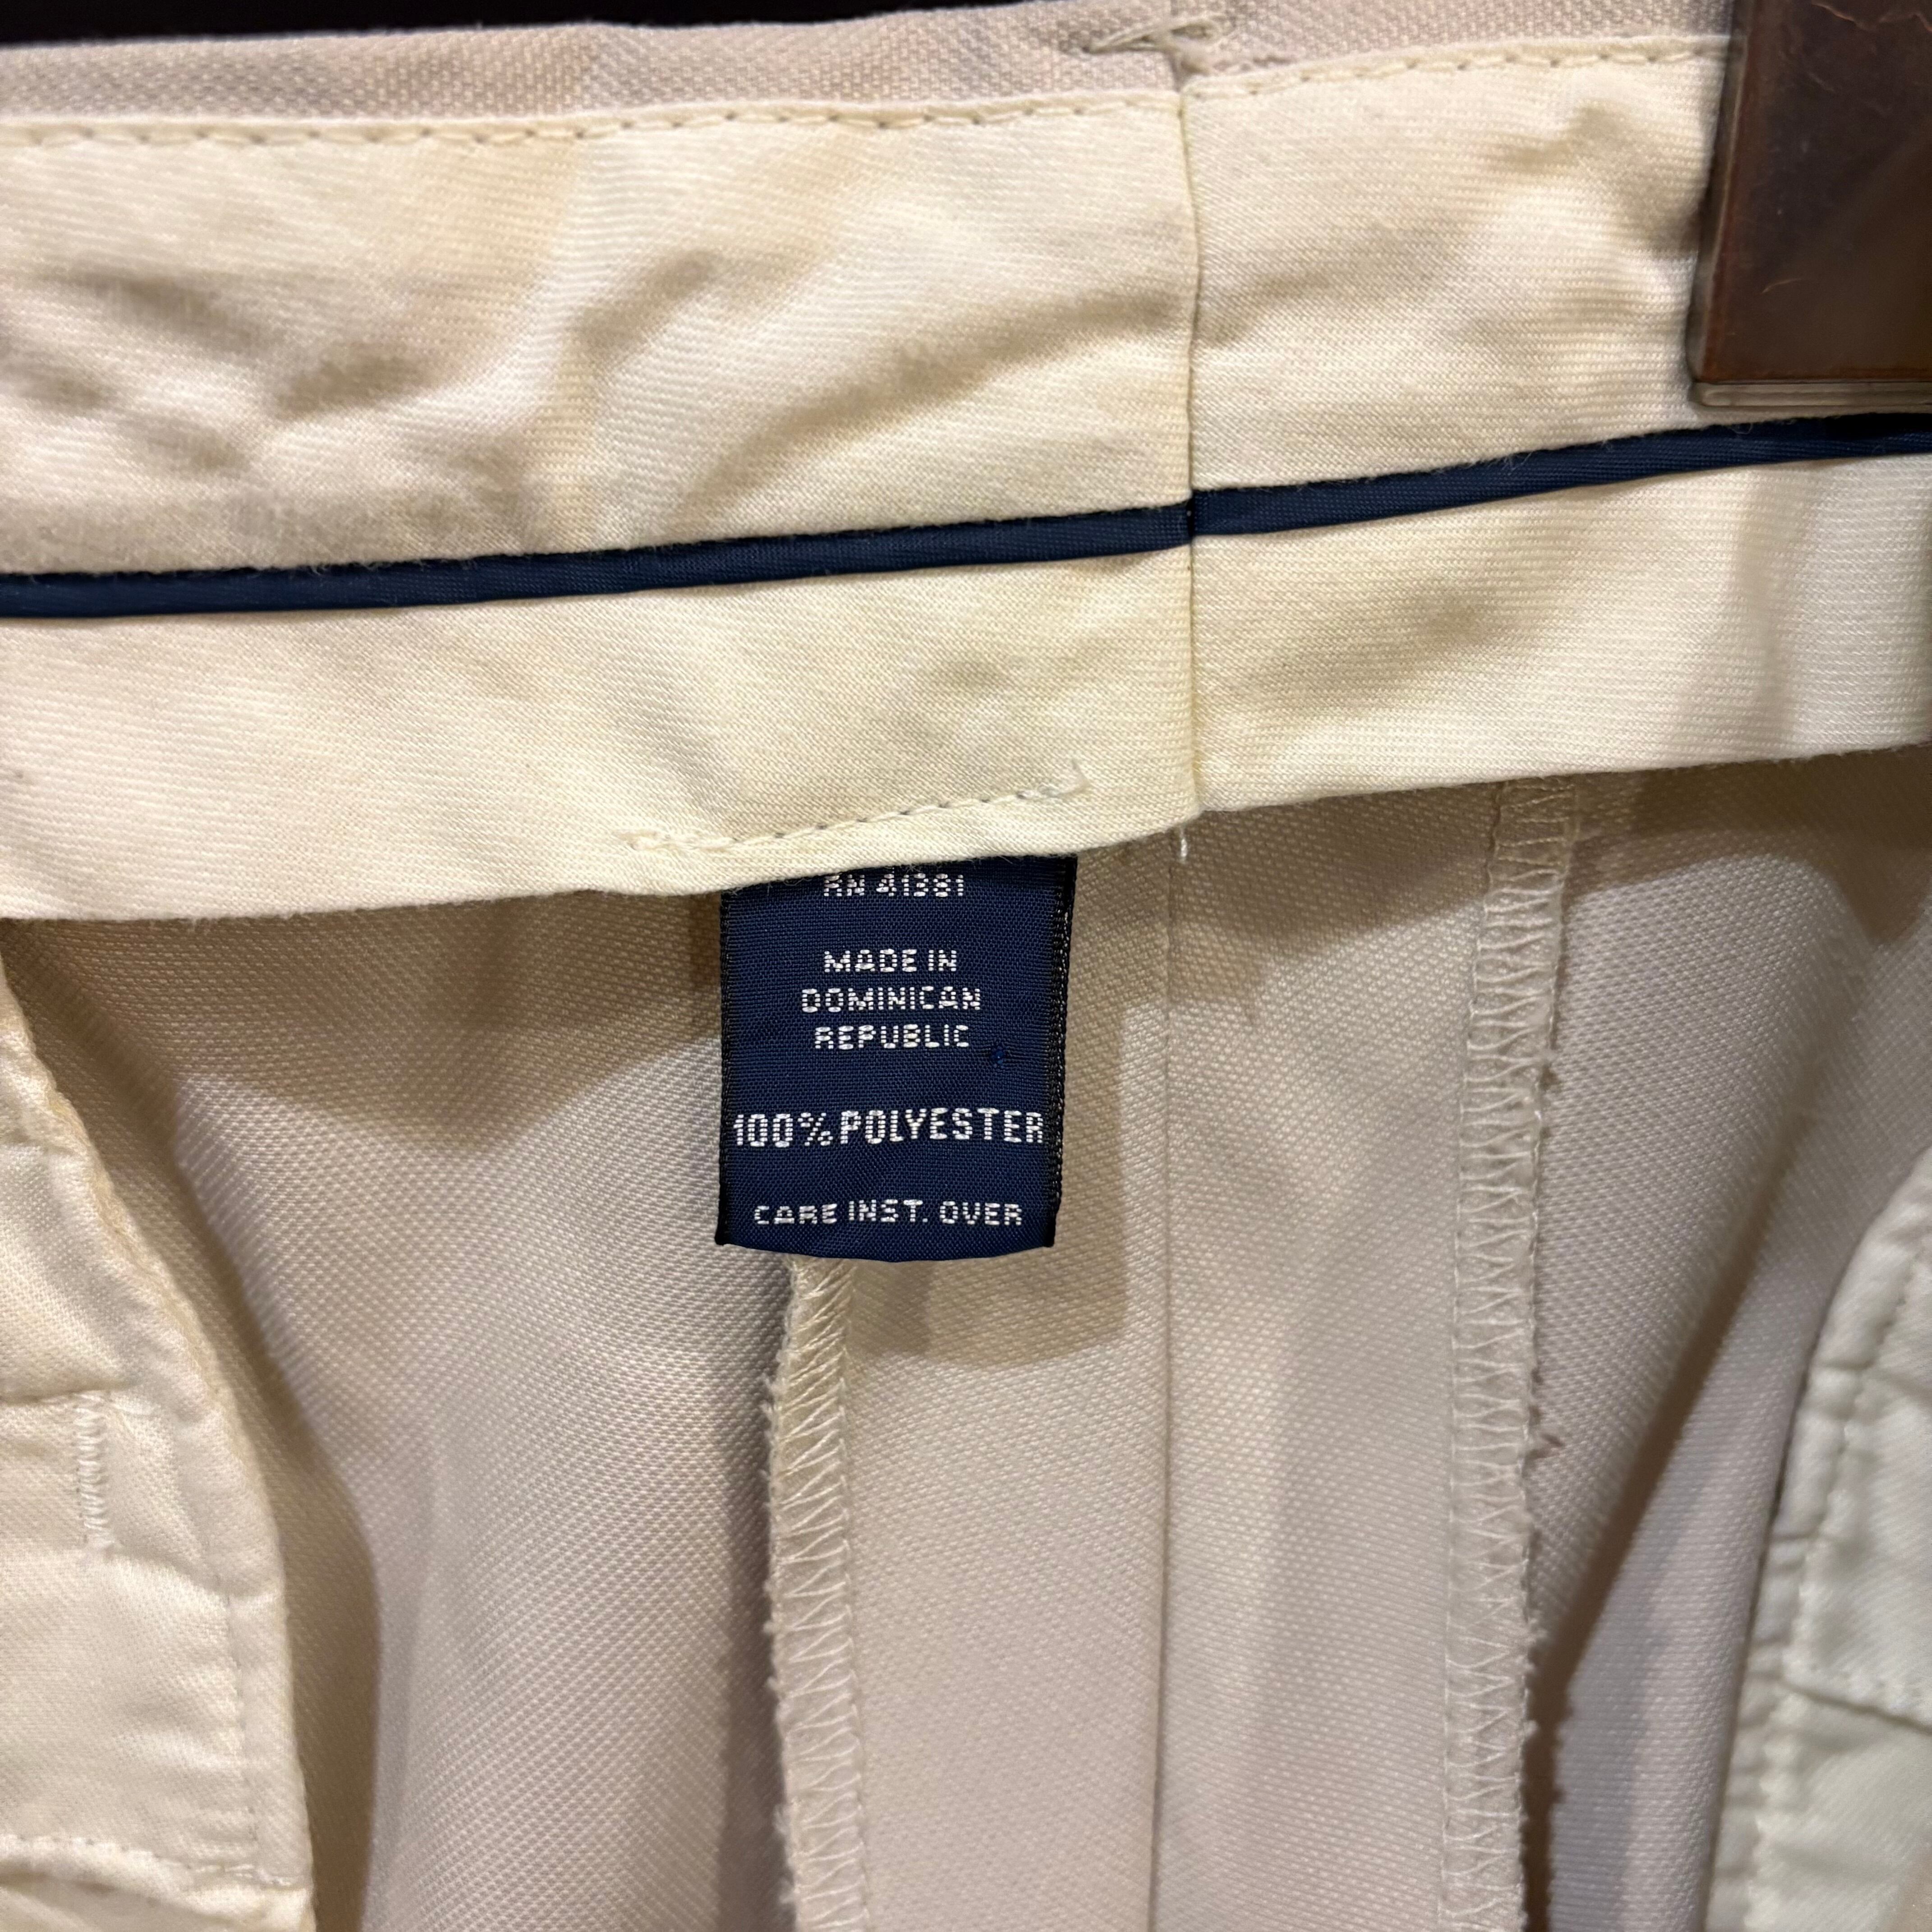 RN 41381
MADE IN
DOMINICAN
REPUBLIC
100% POLYESTER
CARE INST. OVER